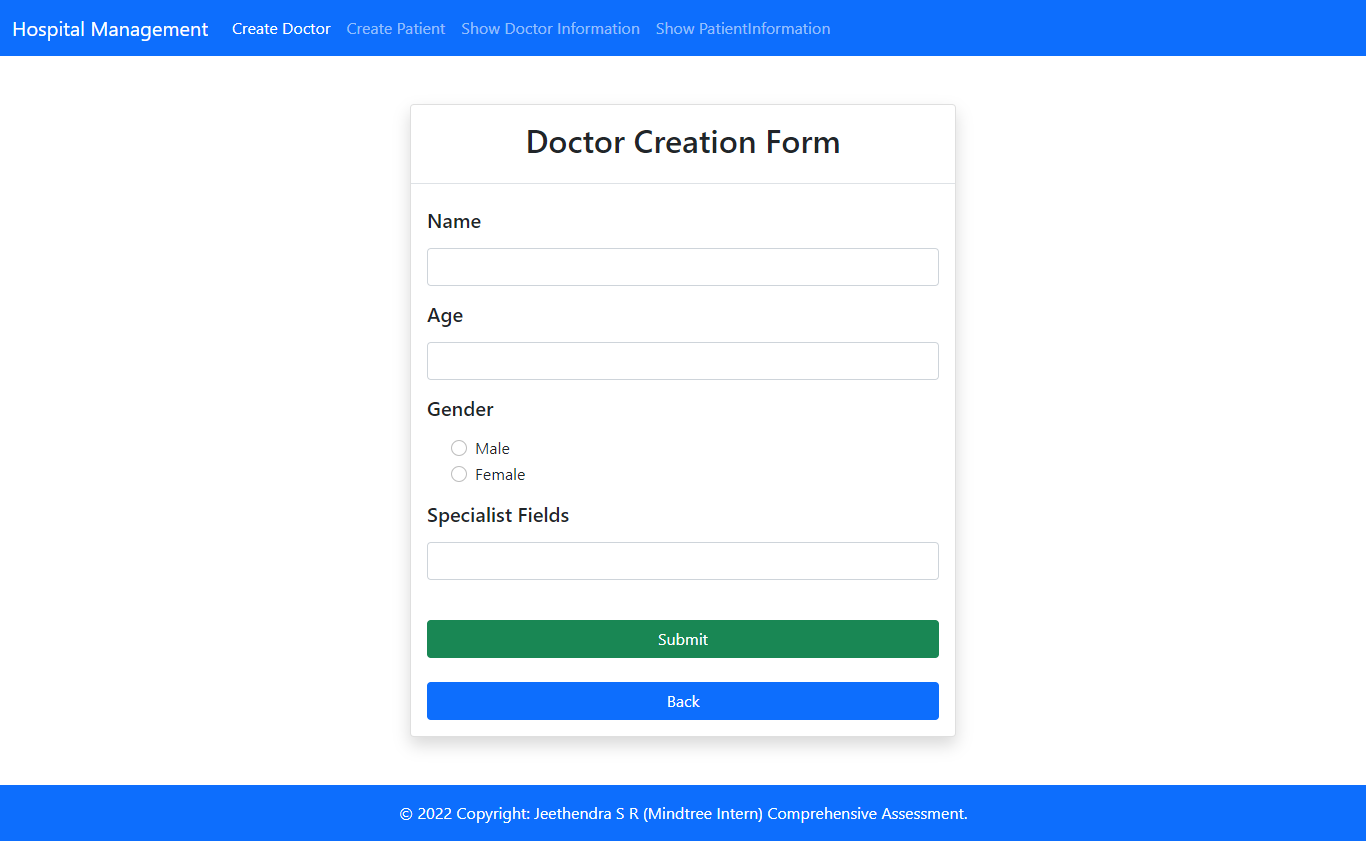 Hospital Management Create Doctor Create Patient Show Doctor Information Show PatientInformation
Doctor Creation Form
Name
Age
Gender
Male
Female
Specialist Fields
Submit
Back
© 2022 Copyright: Jeethendra S R (Mindtree Intern) Comprehensive Assessment.